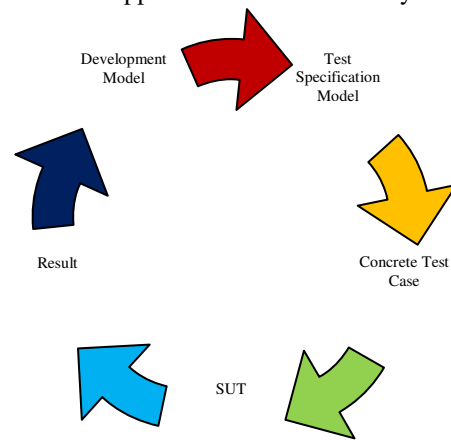 Development
Model
Test
Specification
Model
Concrete Test
Case
SUT
Result